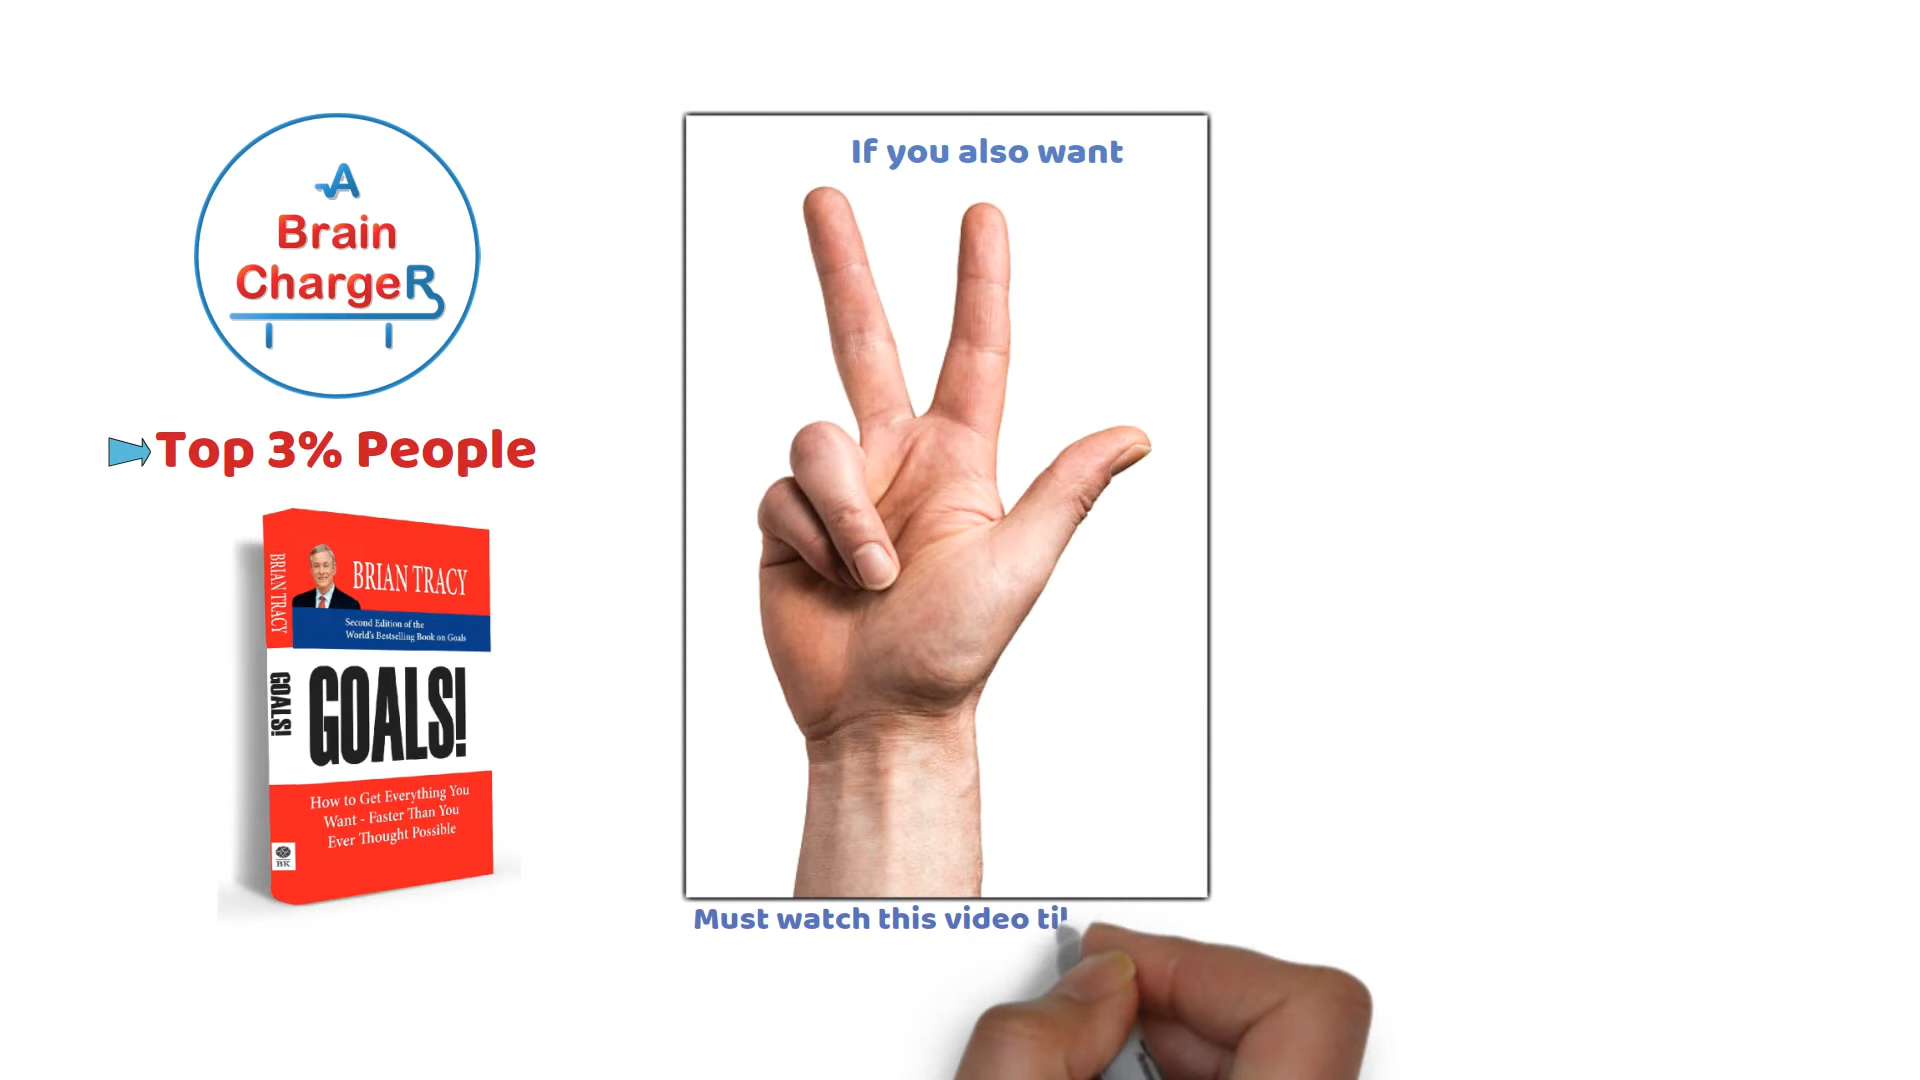 A
Brain
ChargeR
Top 3% People
BRIAN TRACY
BRIAN TRACY
Second Edition of the
World's Bestselling Book on Goals
GOALS!
GOALS!
How to Get Everything You
Want - Faster Than You
Ever Thought Possible
BK
If you also want
Must watch this video til